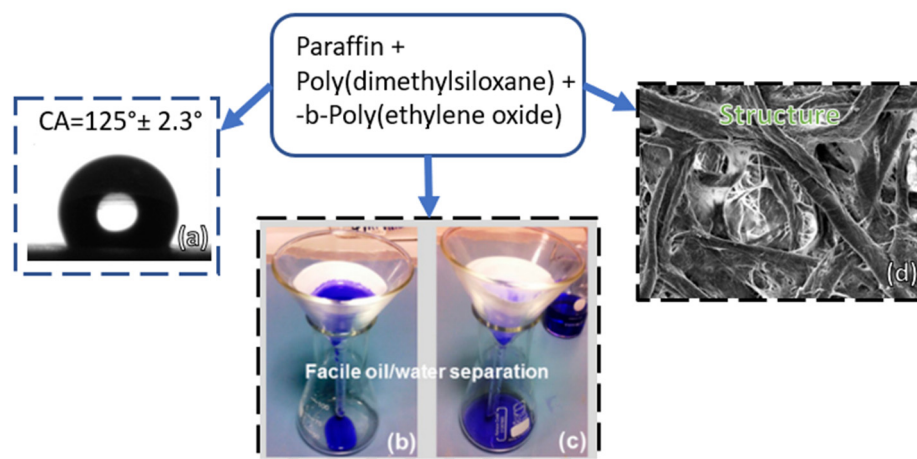 Paraffin +
Poly(dimethylsiloxane) +
-b-Poly(ethylene oxide)
CA=125°± 2.3°
(a)
Structure
(d)
Facile oil/water separation
(b)
(c)